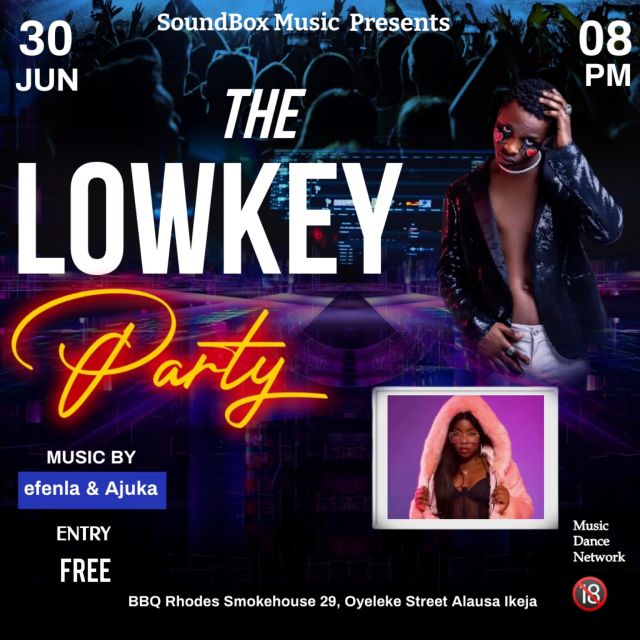 SoundBox Music Presents
30
JUN
08
PM
THE
LOWKEY
Party
MUSIC BY
efenla & Ajuka
ENTRY
FREE
Music
Dance
Network
18
BBQ Rhodes Smokehouse 29, Oyeleke Street Alausa Ikeja